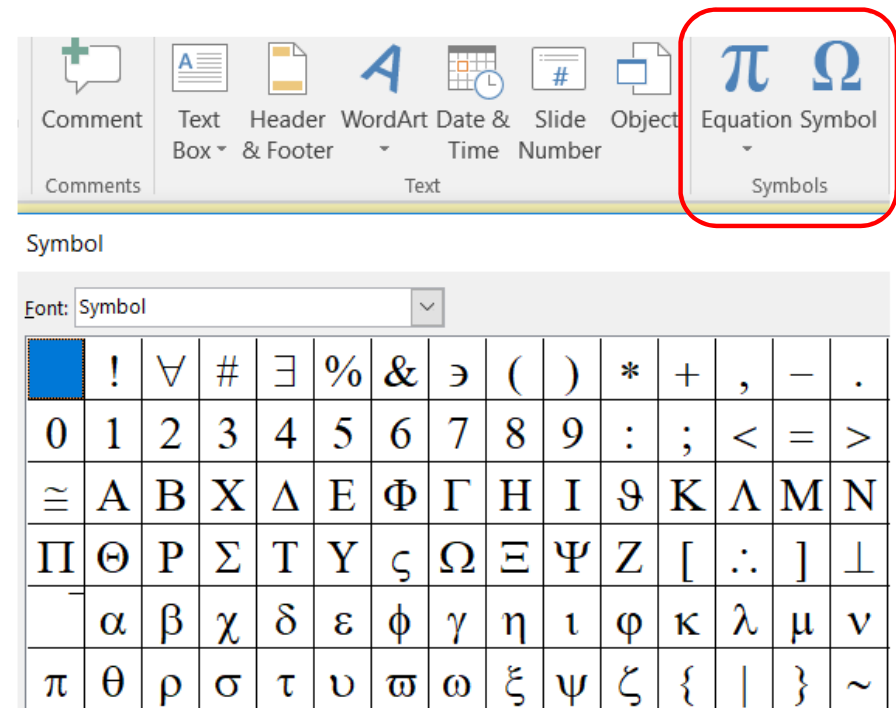 π Ω
Comment Text Header WordArt Date & Slide Object Equation Symbol
Box & Footer Time Number
Comments Text Symbols
Symbol
Font: Symbol
! ∀ # ∃ % & ∍ ( ) * + , − .
0 1 2 3 4 5 6 7 8 9 : ; < = >
≅ Α Β Χ Δ Ε Φ Γ Η Ι ϑ Κ Λ Μ Ν
Π Θ Ρ Σ Τ Υ ς Ω Ξ Ψ Ζ [ ∴ ] ⊥
‾ α β χ δ ε ϕ γ η ι φ κ λ μ ν
π θ ρ σ τ υ ϖ ω ξ ψ ζ { | } ~